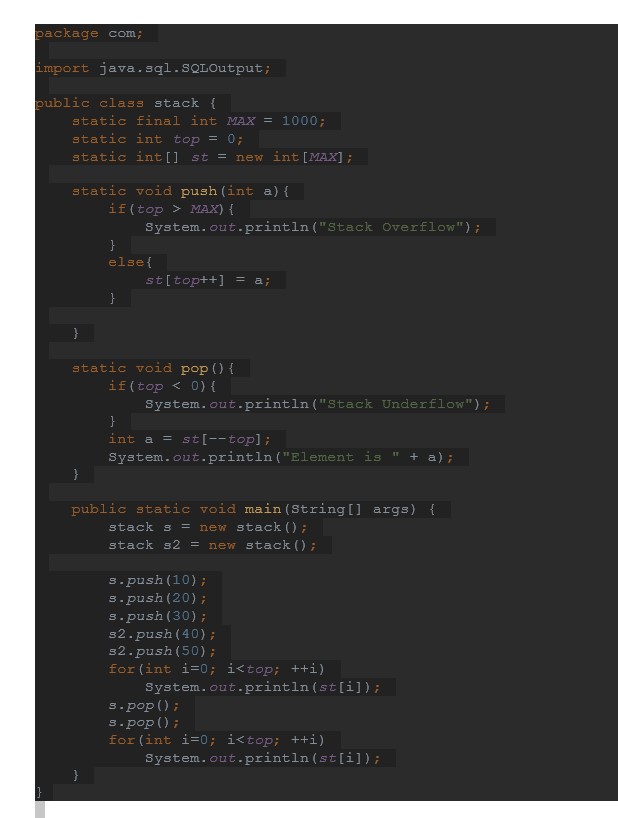 package com;
import java.sql.SQLOutput;
public class stack {
    static final int MAX = 1000;
    static int top = 0;
    static int[] st = new int[MAX];
    static void push(int a){
        if(top > MAX){
            System.out.println("Stack Overflow");
        }
        else{
            st[top++] = a;
        }
    }
    static void pop(){
        if(top < 0){
            System.out.println("Stack Underflow");
        }
        int a = st[--top];
        System.out.println("Element is " + a);
    }
    public static void main(String[] args) {
        stack s = new stack();
        stack s2 = new stack();
        s.push(10);
        s.push(20);
        s.push(30);
        s2.push(40);
        s2.push(50);
        for(int i=0; i<top; ++i)
            System.out.println(st[i]);
        s.pop();
        s.pop();
        for(int i=0; i<top; ++i)
            System.out.println(st[i]);
    }
}